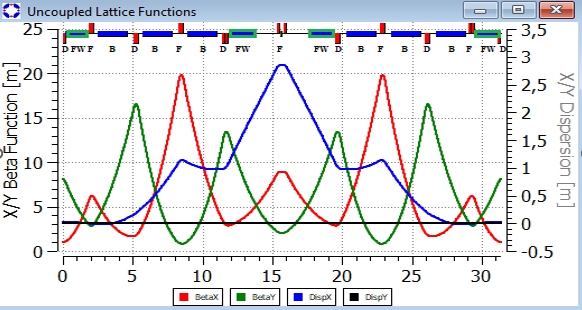 Uncoupled Lattice Functions
25 3,5
D FW F B D B F B D FW F FW D B F B D B F FW D
20 3
2,5
15 2
1,5
10 1
5 0,5
0
0 -0.5
X/Y Beta Function [m]
X/Y Dispersion [m]
0 5 10 15 20 25 30
BetaX BetaY DispX DispY